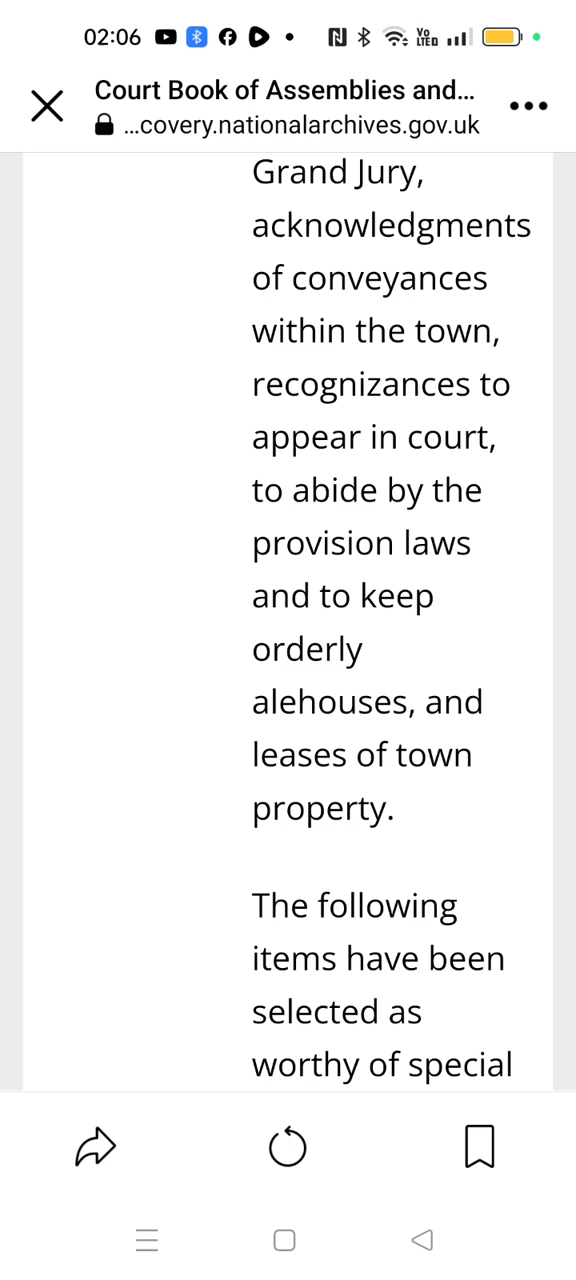 02:06
VoLTED
Court Book of Assemblies and...
...covery.nationalarchives.gov.uk
Grand Jury,
acknowledgments
of conveyances
within the town,
recognizances to
appear in court,
to abide by the
provision laws
and to keep
orderly
alehouses, and
leases of town
property.
The following
items have been
selected as
worthy of special